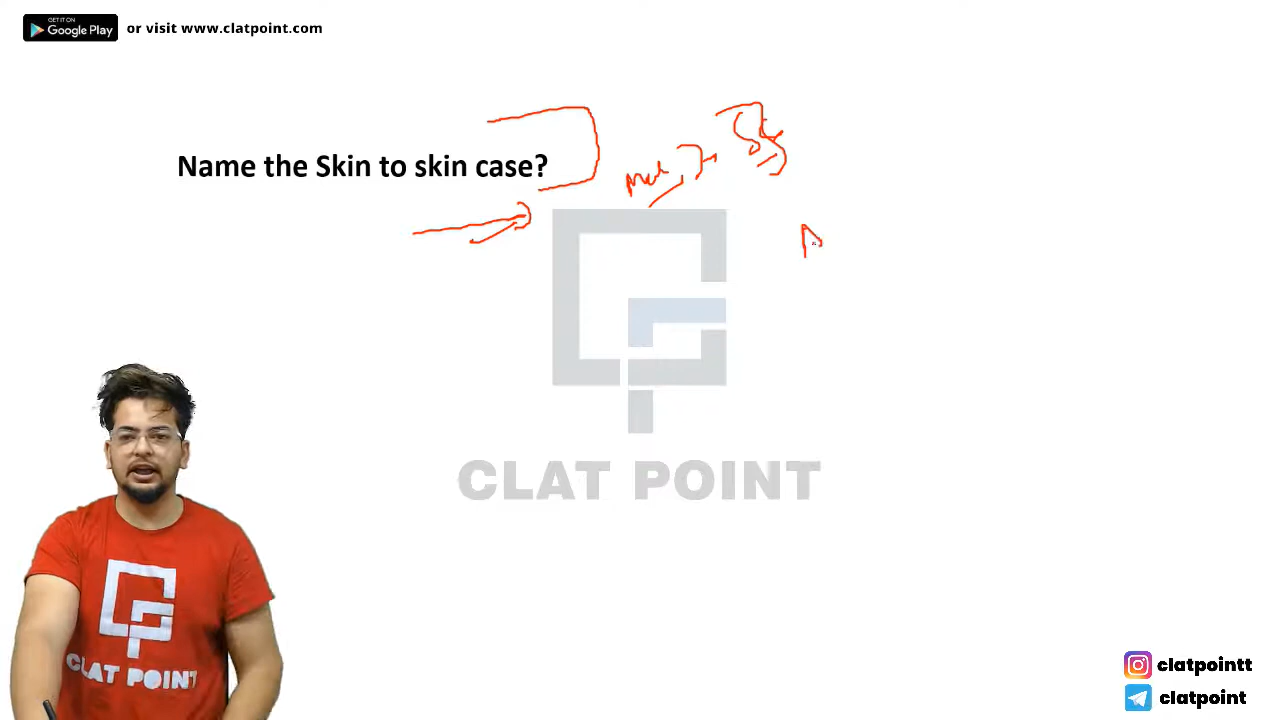 GET IT ON
Google Play
or visit www.clatpoint.com
Name the Skin to skin case?
CLAT POINT
CLAT POINT
clatpointt
clatpoint